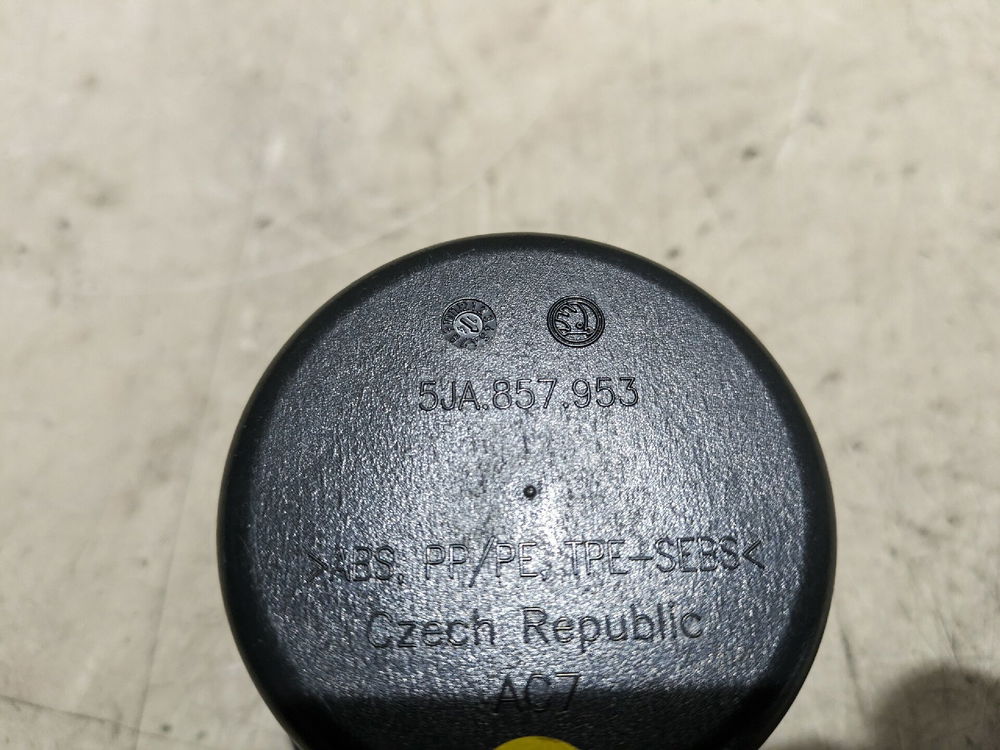 5JA.857.953
>ABS, PP/PE, TPE-SEBS<
Czech Republic
AC7